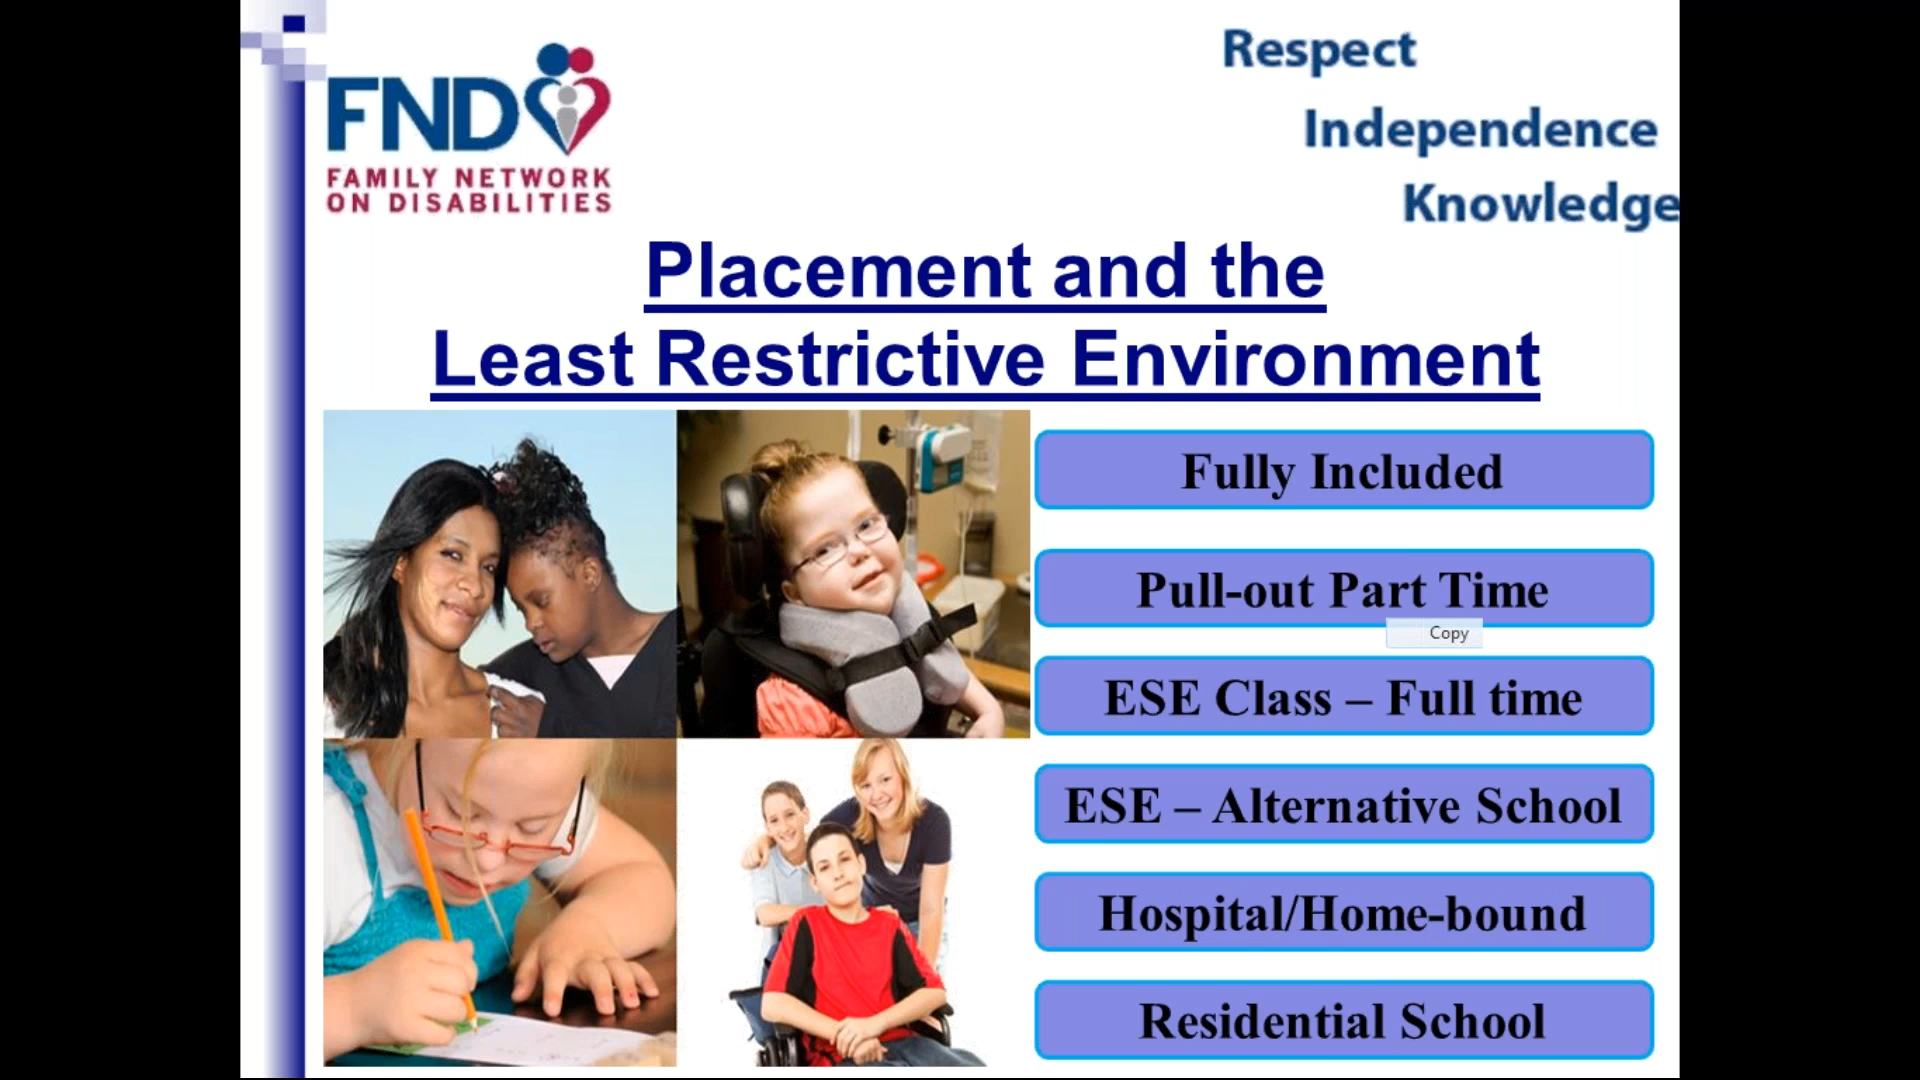 FND
FAMILY NETWORK
ON DISABILITIES
Respect
Independence
Knowledge
Placement and the
Least Restrictive Environment
Fully Included
Pull-out Part Time
Copy
ESE Class – Full time
ESE – Alternative School
Hospital/Home-bound
Residential School